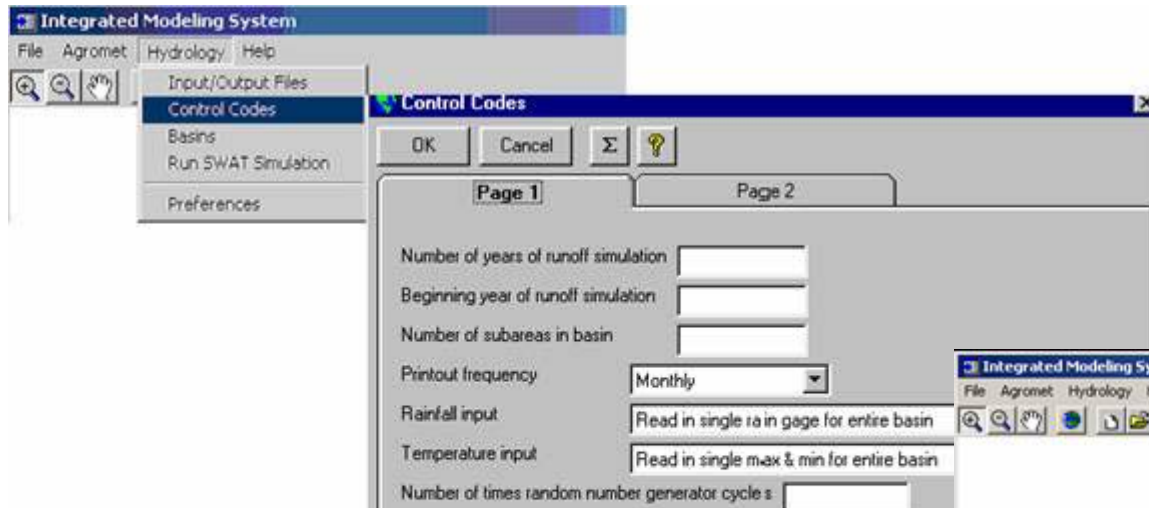 Integrated Modeling System
File Agromet Hydrology Help
Input/Output Files
Control Codes
Basins
Run SWAT Simulation
Preferences
Control Codes
OK Cancel Σ ?
Page 1 Page 2
Number of years of runoff simulation
Beginning year of runoff simulation
Number of subareas in basin
Printout frequency Monthly
Rainfall input Read in single rain gage for entire basin
Temperature input Read in single max & min for entire basin
Number of times random number generator cycles
Integrated Modeling Sy
File Agromet Hydrology